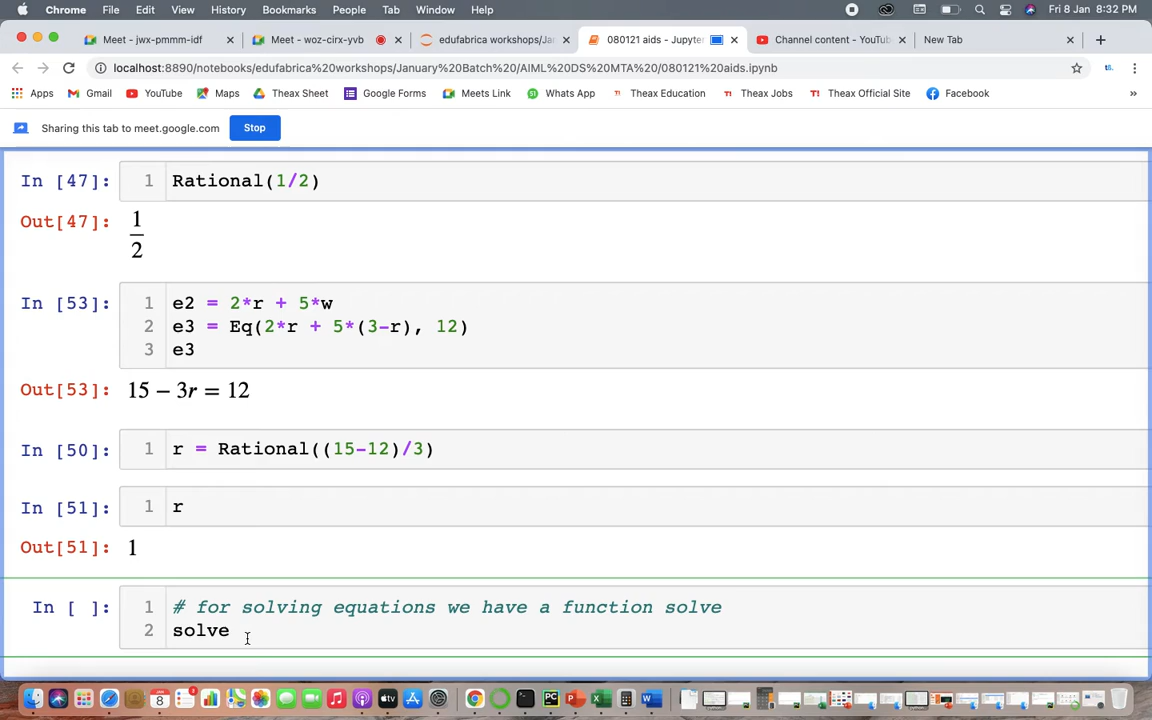 Chrome File Edit View History Bookmarks People Tab Window Help Fri 8 Jan 8:32 PM
Meet - jwx-pmmm-idf Meet - woz-cirx-yvb edufabrica workshops/Jan 080121 aids - Jupyter Channel content - YouTub New Tab
localhost:8890/notebooks/edufabrica%20workshops/January%20Batch%20/AIML%20DS%20MTA%20/080121%20aids.ipynb
Apps Gmail YouTube Maps Theax Sheet Google Forms Meets Link Whats App Theax Education Theax Jobs Theax Official Site Facebook »
Sharing this tab to meet.google.com Stop
In [47]: 1 Rational(1/2)
Out[47]: 1
2
In [53]: 1 e2 = 2*r + 5*w
2 e3 = Eq(2*r + 5*(3-r), 12)
3 e3
Out[53]: 15 − 3r = 12
In [50]: 1 r = Rational((15-12)/3)
In [51]: 1 r
Out[51]: 1
In [ ]: 1 # for solving equations we have a function solve
2 solve